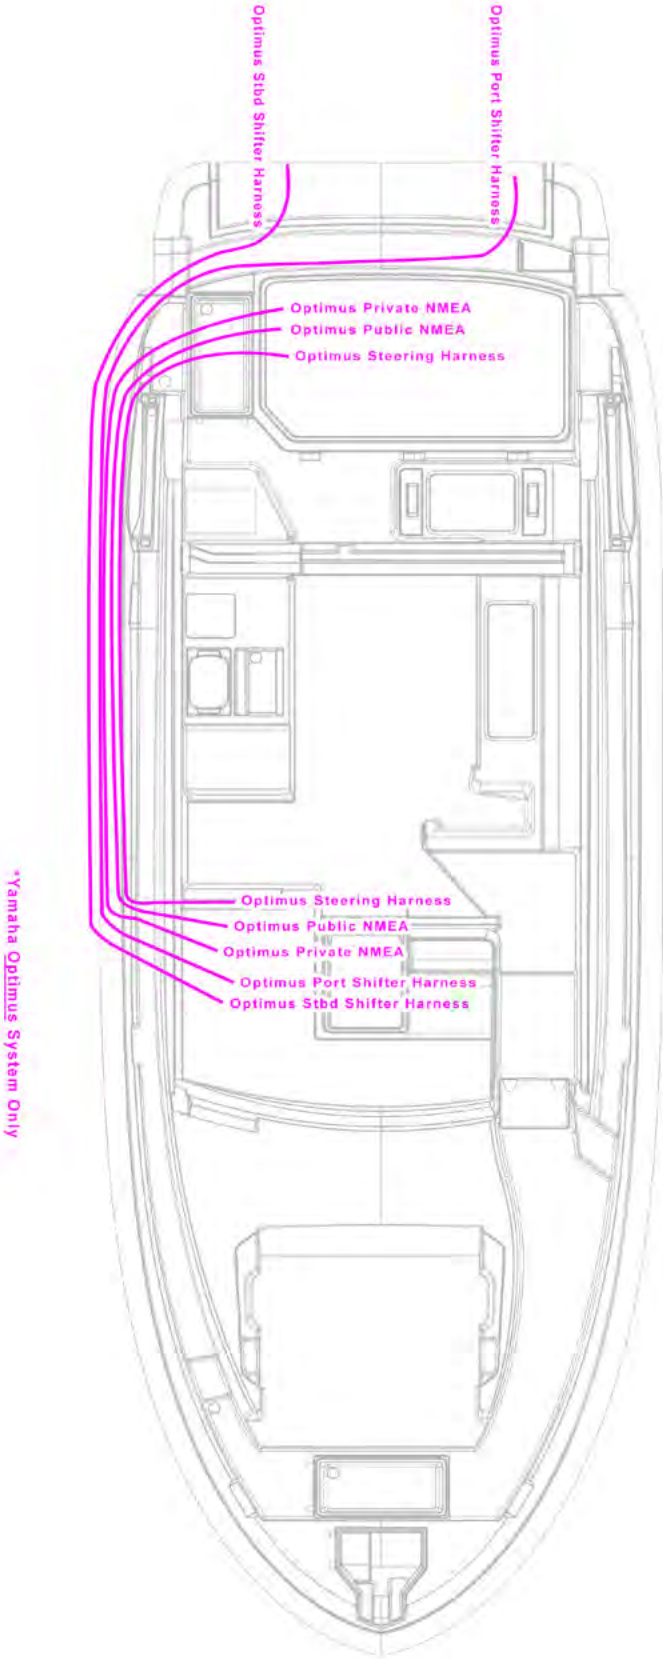 Optimus Stbd Shifter Harness
Optimus Port Shifter Harness
Optimus Private NMEA
Optimus Public NMEA
Optimus Steering Harness
Optimus Steering Harness
Optimus Public NMEA
Optimus Private NMEA
Optimus Port Shifter Harness
Optimus Stbd Shifter Harness
*Yamaha Optimus System Only